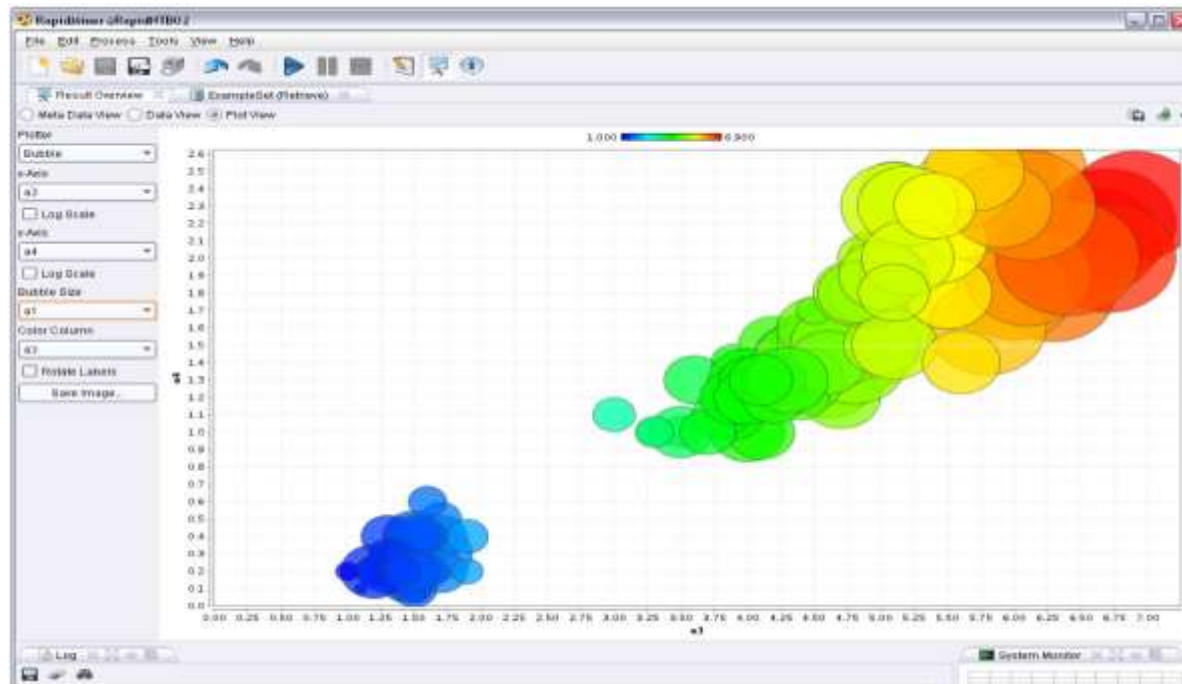 RapidMiner
File Edit Process Tools View Help
Result Overview
ExampleSet (Retrieve)
Meta Data View
Data View
Plot View
Plotter
Bubble
x-Axis
a3
Log Scale
y-Axis
a4
Log Scale
Bubble Size
a1
Color Column
a3
Rotate Labels
Save Image...
1.000
6.900
2.6
2.5
2.4
2.3
2.2
2.1
2.0
1.9
1.8
1.7
1.6
1.5
1.4
1.3
1.2
1.1
1.0
0.9
0.8
0.7
0.6
0.5
0.4
0.3
0.2
0.1
0.0
a4
0.00 0.25 0.50 0.75 1.00 1.25 1.50 1.75 2.00 2.25 2.50 2.75 3.00 3.25 3.50 3.75 4.00 4.25 4.50 4.75 5.00 5.25 5.50 5.75 6.00 6.25 6.50 6.75 7.00
a3
Log
System Monitor